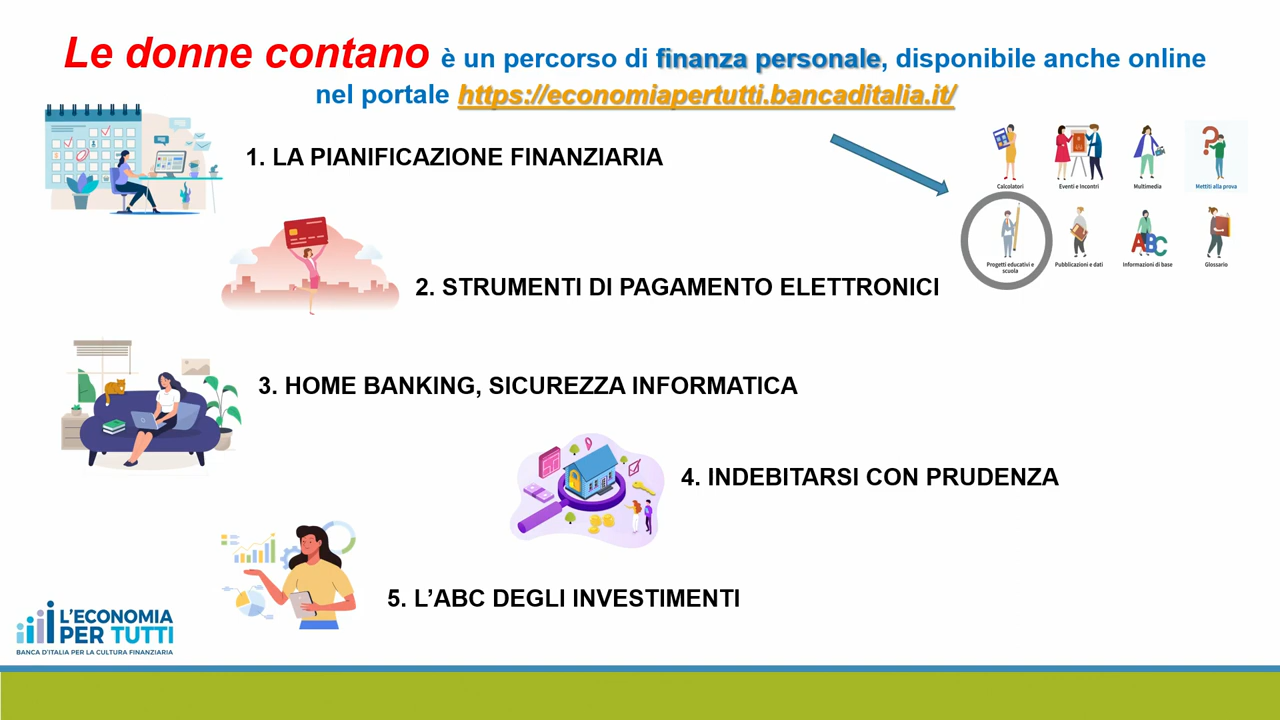 Le donne contano è un percorso di finanza personale, disponibile anche online
nel portale https://economiapertutti.bancaditalia.it/
1. LA PIANIFICAZIONE FINANZIARIA
Calcolatori
Eventi e Incontri
Multimedia
Mettiti alla prova
Progetti educativi e
scuola
Pubblicazioni e dati
Informazioni di base
Glossario
ABC
2. STRUMENTI DI PAGAMENTO ELETTRONICI
3. HOME BANKING, SICUREZZA INFORMATICA
4. INDEBITARSI CON PRUDENZA
5. L'ABC DEGLI INVESTIMENTI
L'ECONOMIA
PER TUTTI
BANCA D'ITALIA PER LA CULTURA FINANZIARIA